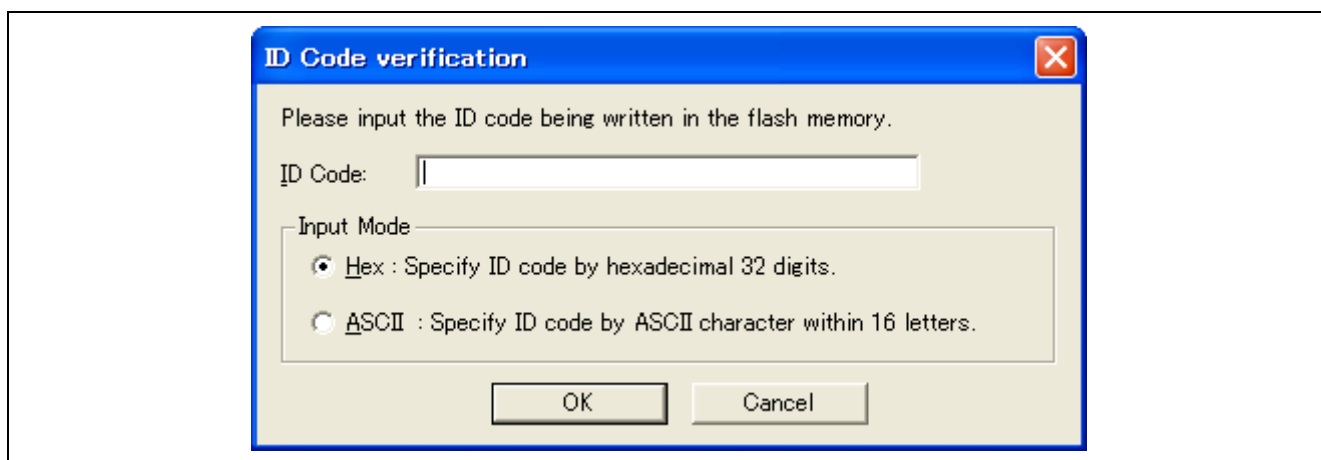 ID Code verification
Please input the ID code being written in the flash memory.
ID Code:
Input Mode
Hex : Specify ID code by hexadecimal 32 digits.
ASCII : Specify ID code by ASCII character within 16 letters.
OK Cancel